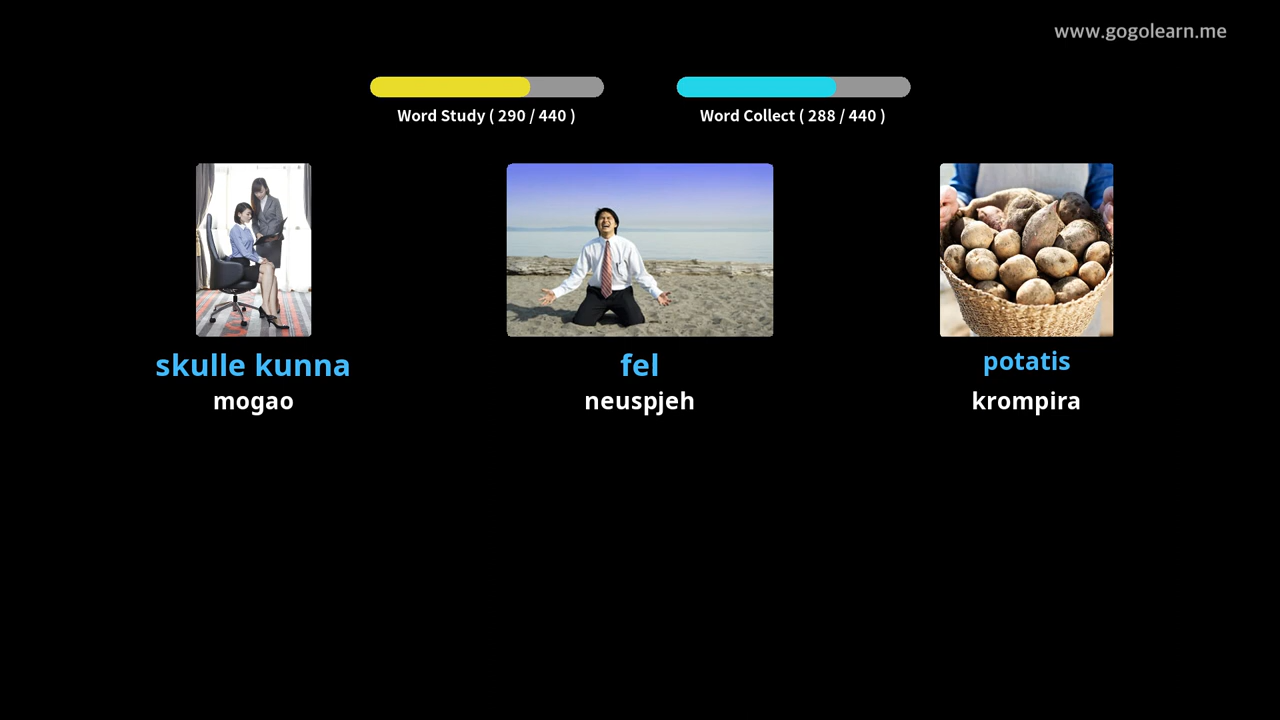 www.gogolearn.me
Word Study ( 290 / 440 )
Word Collect ( 288 / 440 )
skulle kunna
mogao
fel
neuspjeh
potatis
krompira